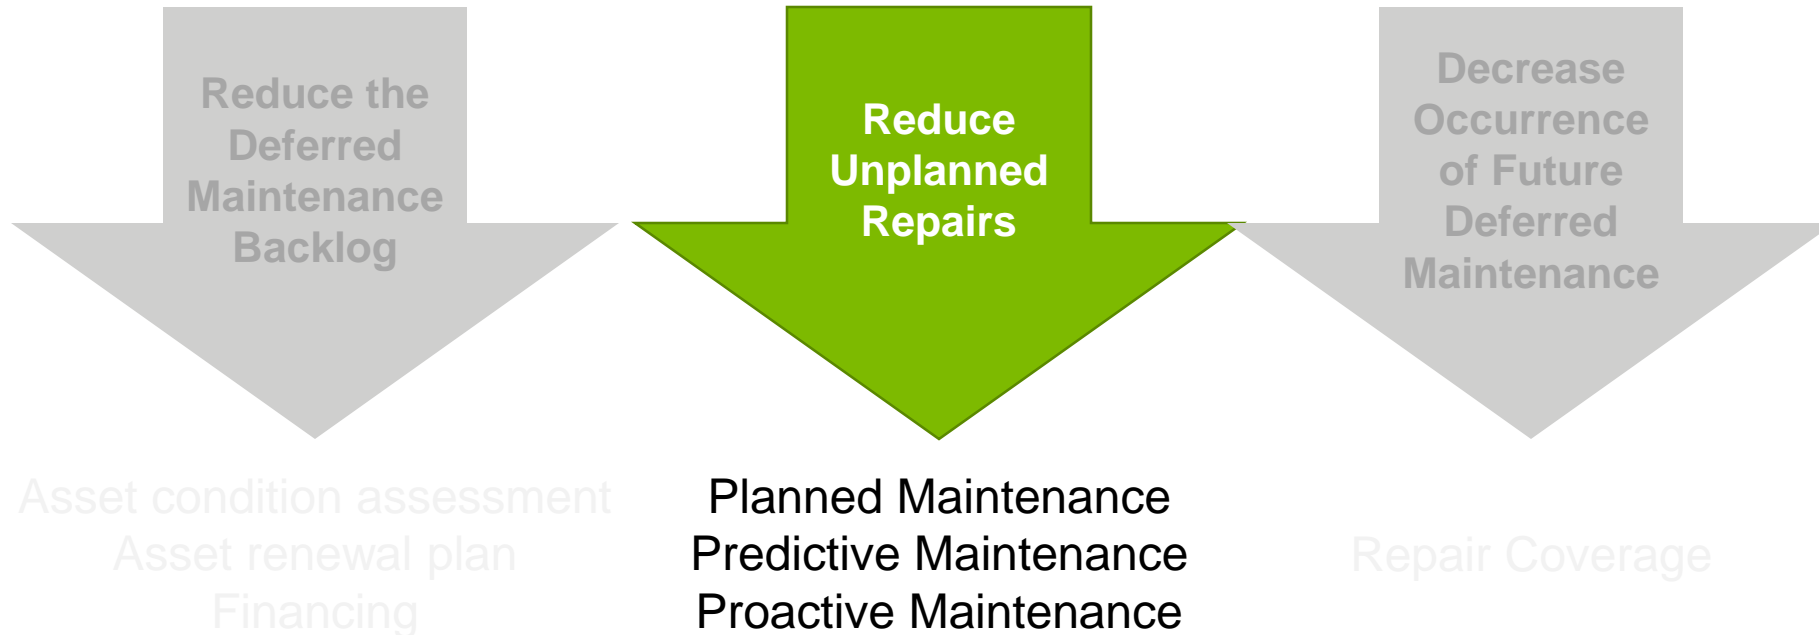 Reduce the
Deferred
Maintenance
Backlog
Reduce
Unplanned
Repairs
Decrease
Occurrence
of Future
Deferred
Maintenance
Asset condition assessment
Asset renewal plan
Financing
Planned Maintenance
Predictive Maintenance
Proactive Maintenance
Repair Coverage